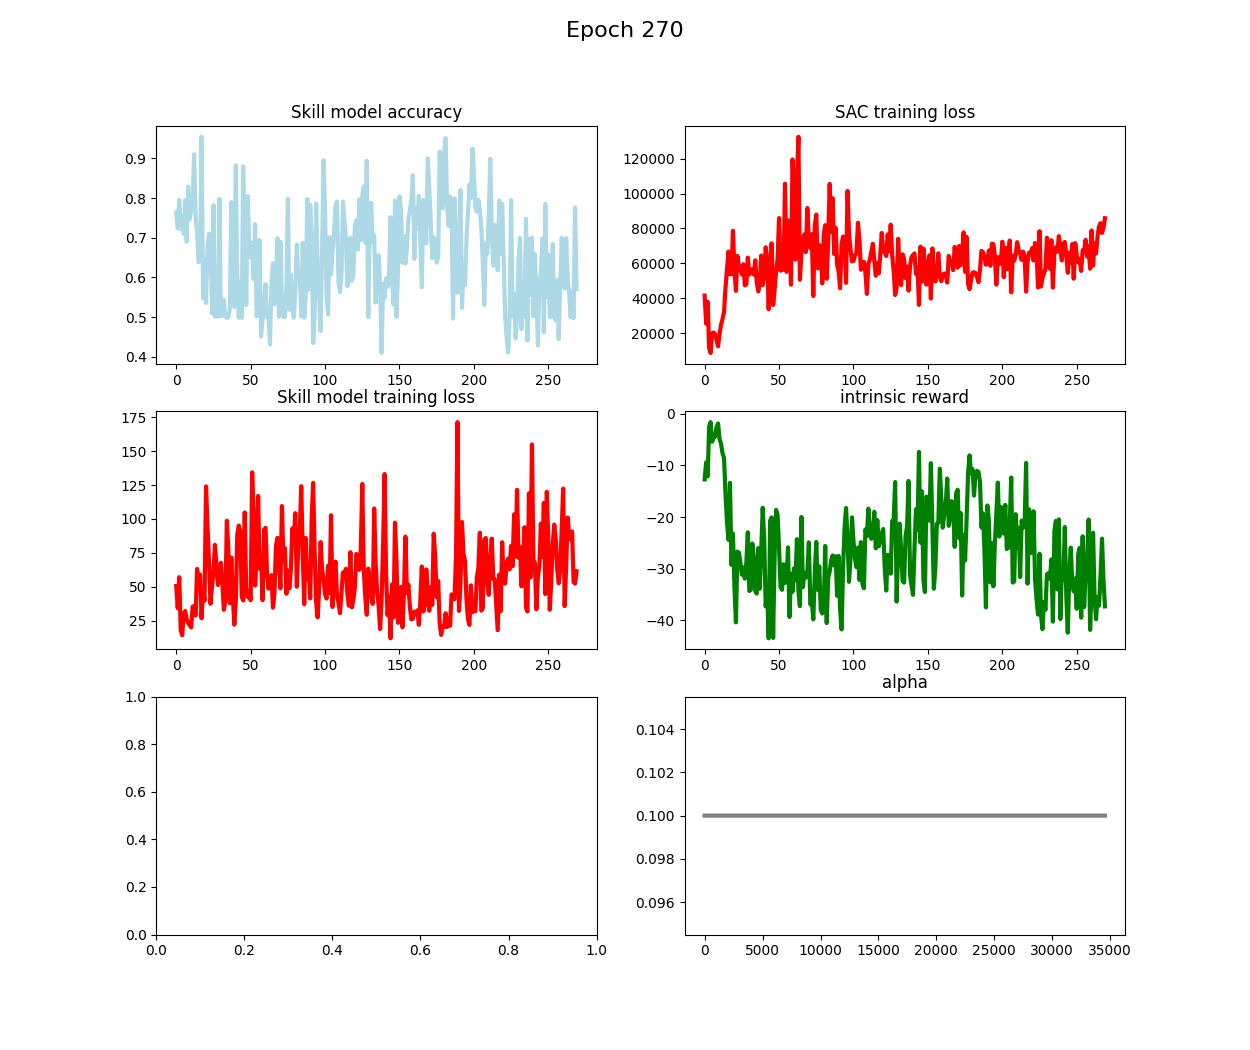 Epoch 270
Skill model accuracy
0.9
0.8
0.7
0.6
0.5
0.4
0 50 100 150 200 250
SAC training loss
120000
100000
80000
60000
40000
20000
0 50 100 150 200 250
Skill model training loss
175
150
125
100
75
50
25
0 50 100 150 200 250
intrinsic reward
0
−10
−20
−30
−40
0 50 100 150 200 250
1.0
0.8
0.6
0.4
0.2
0.0
0.0 0.2 0.4 0.6 0.8 1.0
alpha
0.104
0.102
0.100
0.098
0.096
0 5000 10000 15000 20000 25000 30000 35000